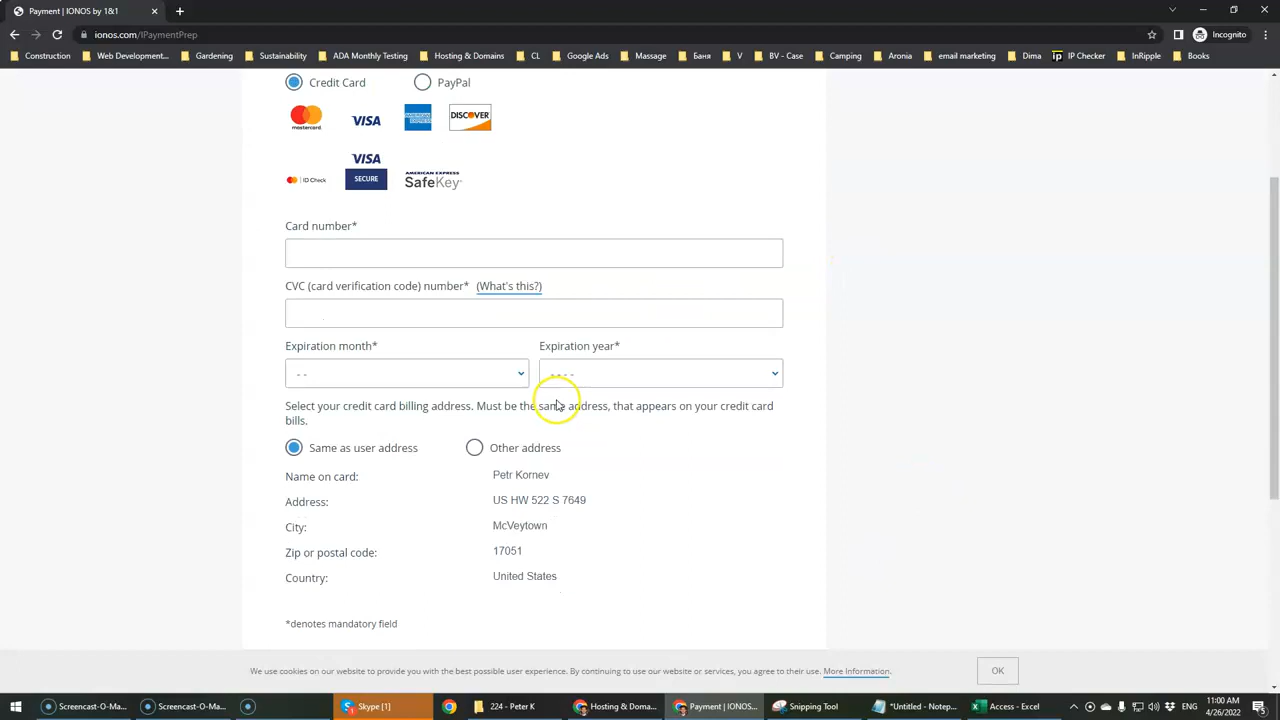 Payment | IONOS by 1&1
ionos.com/IPaymentPrep
Incognito
Construction
Web Developmen...
Gardening
Sustainability
ADA Monthly Testing
Hosting & Domains
CL
Google Ads
Massage
Баня
V
BV - Case
Camping
Aronia
email marketing
Dima
ip IP Checker
InRipple
Books
Credit Card
PayPal
mastercard
VISA
AMERICAN EXPRESS
DISCOVER
ID Check
VISA
SECURE
AMERICAN EXPRESS
SafeKey
Card number*
CVC (card verification code) number* (What's this?)
Expiration month*
Expiration year*
- -
- - - -
Select your credit card billing address. Must be the same address, that appears on your credit card
bills.
Same as user address
Other address
Name on card:
Petr Kornev
Address:
US HW 522 S 7649
City:
McVeytown
Zip or postal code:
17051
Country:
United States
*denotes mandatory field
We use cookies on our website to provide you with the best possible user experience. By continuing to use our website or services, you agree to their use. More Information.
OK
Screencast-O-Ma...
Screencast-O-Ma...
Skype [1]
224 - Peter K
Hosting & Doma...
Payment | IONOS...
Snipping Tool
*Untitled - Notep...
Access - Excel
11:00 AM
4/26/2022